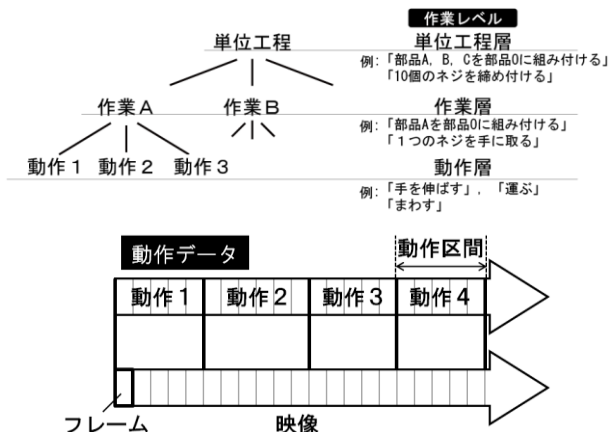 作業レベル
単位工程
単位工程層
例:「部品A, B, Cを部品Oに組み付ける」
「10個のネジを締め付ける」
作業A
作業B
作業層
例:「部品Aを部品Oに組み付ける」
「１つのネジを手に取る」
動作１
動作２
動作３
動作層
例:「手を伸ばす」, 「運ぶ」
「まわす」
動作データ
動作区間
動作１
動作２
動作３
動作４
フレーム
映像